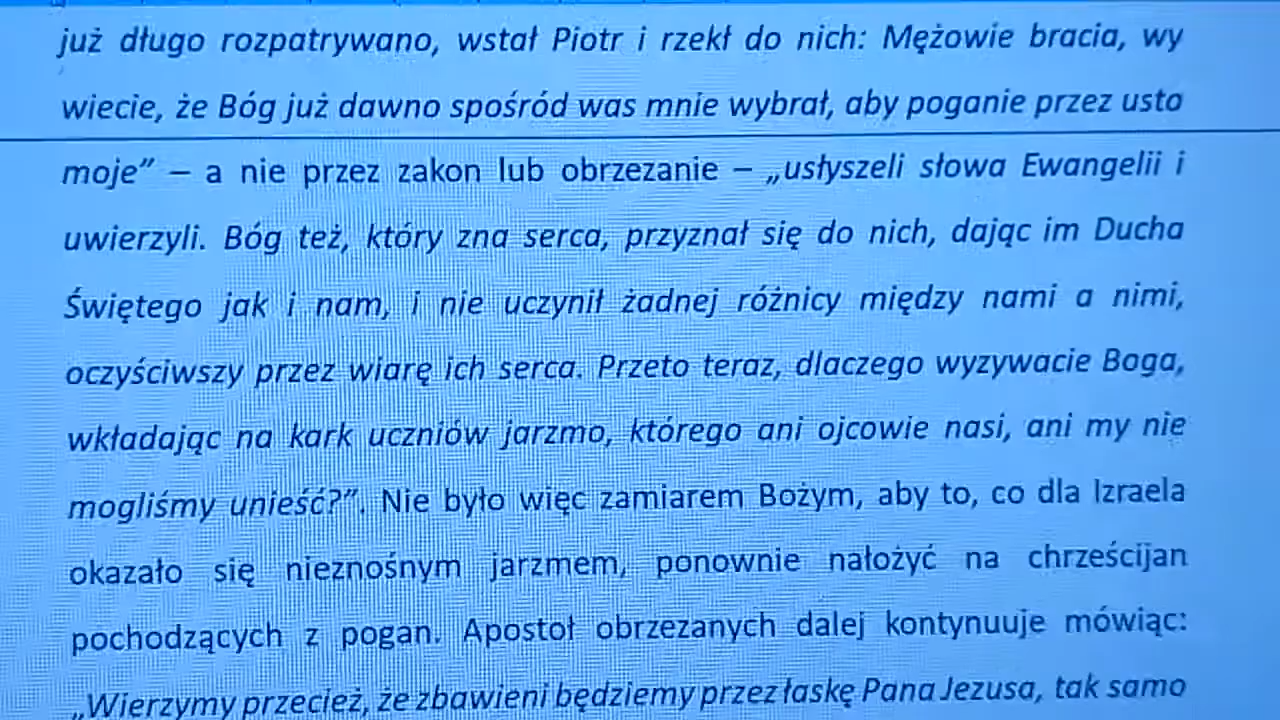 już długo rozpatrywano, wstał Piotr i rzekł do nich: Mężowie bracia, wy
wiecie, że Bóg już dawno spośród was mnie wybrał, aby poganie przez usta
moje” – a nie przez zakon lub obrzezanie – „usłyszeli słowa Ewangelii i
uwierzyli. Bóg też, który zna serca, przyznał się do nich, dając im Ducha
Świętego jak i nam, i nie uczynił żadnej różnicy między nami a nimi,
oczyściwszy przez wiarę ich serca. Przeto teraz, dlaczego wyzywacie Boga,
wkładając na kark uczniów jarzmo, którego ani ojcowie nasi, ani my nie
mogliśmy unieść?”. Nie było więc zamiarem Bożym, aby to, co dla Izraela
okazało się nieznośnym jarzmem, ponownie nałożyć na chrześcijan
pochodzących z pogan. Apostoł obrzezanych dalej kontynuuje mówiąc:
„Wierzymy przecież, że zbawieni będziemy przez łaskę Pana Jezusa, tak samo